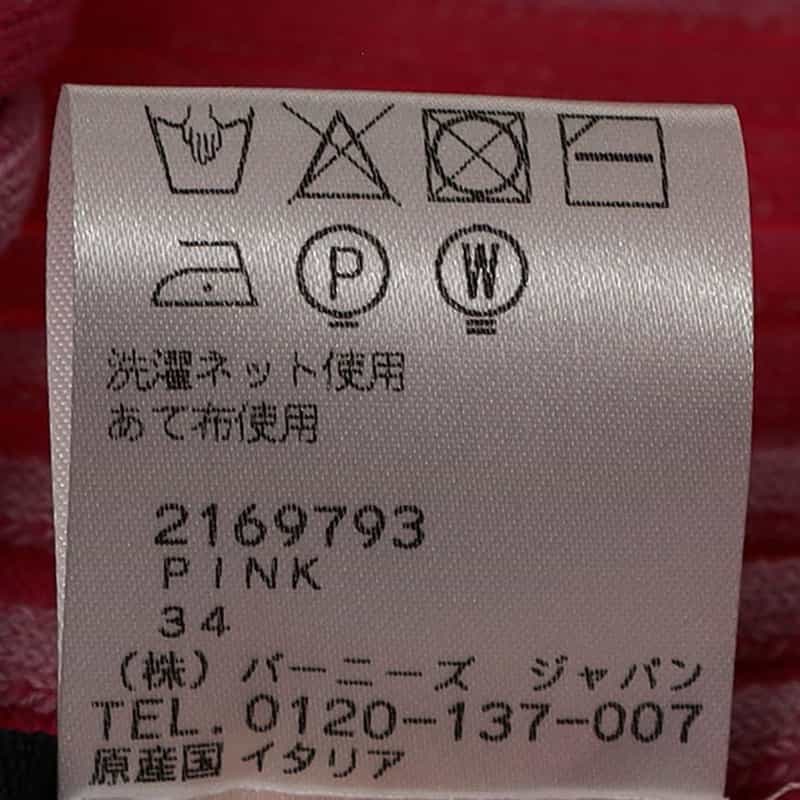 P W
洗濯ネット使用
あて布使用
2169793
PINK
34
(株) バーニーズ ジャパン
TEL. 0120-137-007
原産国 イタリア